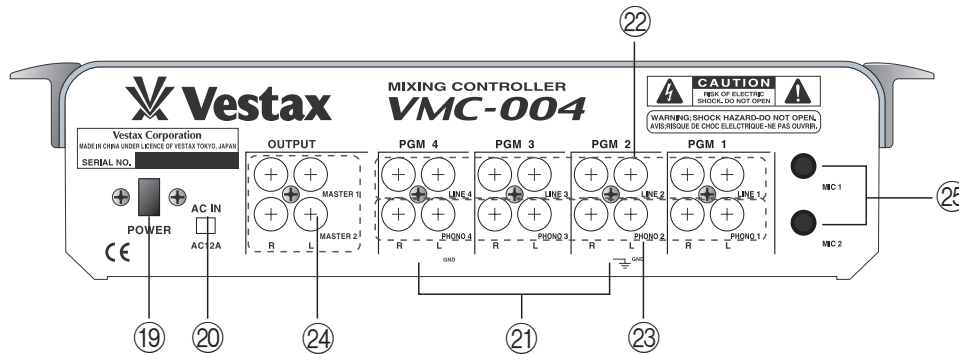 22
Vestax
MIXING CONTROLLER
VMC-004
CAUTION
RISK OF ELECTRIC
SHOCK. DO NOT OPEN
WARNING; SHOCK HAZARD-DO NOT OPEN.
AVIS;RISQUE DE CHOC ELELCTRIQUE -NE PAS OUVRIR.
Vestax Corporation
MADE IN CHINA UNDER LICENCE OF VESTAX TOKYO, JAPAN
SERIAL NO.
OUTPUT PGM 4 PGM 3 PGM 2 PGM 1
MASTER 1 LINE 4 LINE 3 LINE 2 LINE 1
MIC 1
25
AC IN
POWER
MASTER 2 PHONO 4 PHONO 3 PHONO 2 PHONO 1
MIC 2
AC12A
R L R L R L R L R L
CE
GND GND
19 20 24 21 23